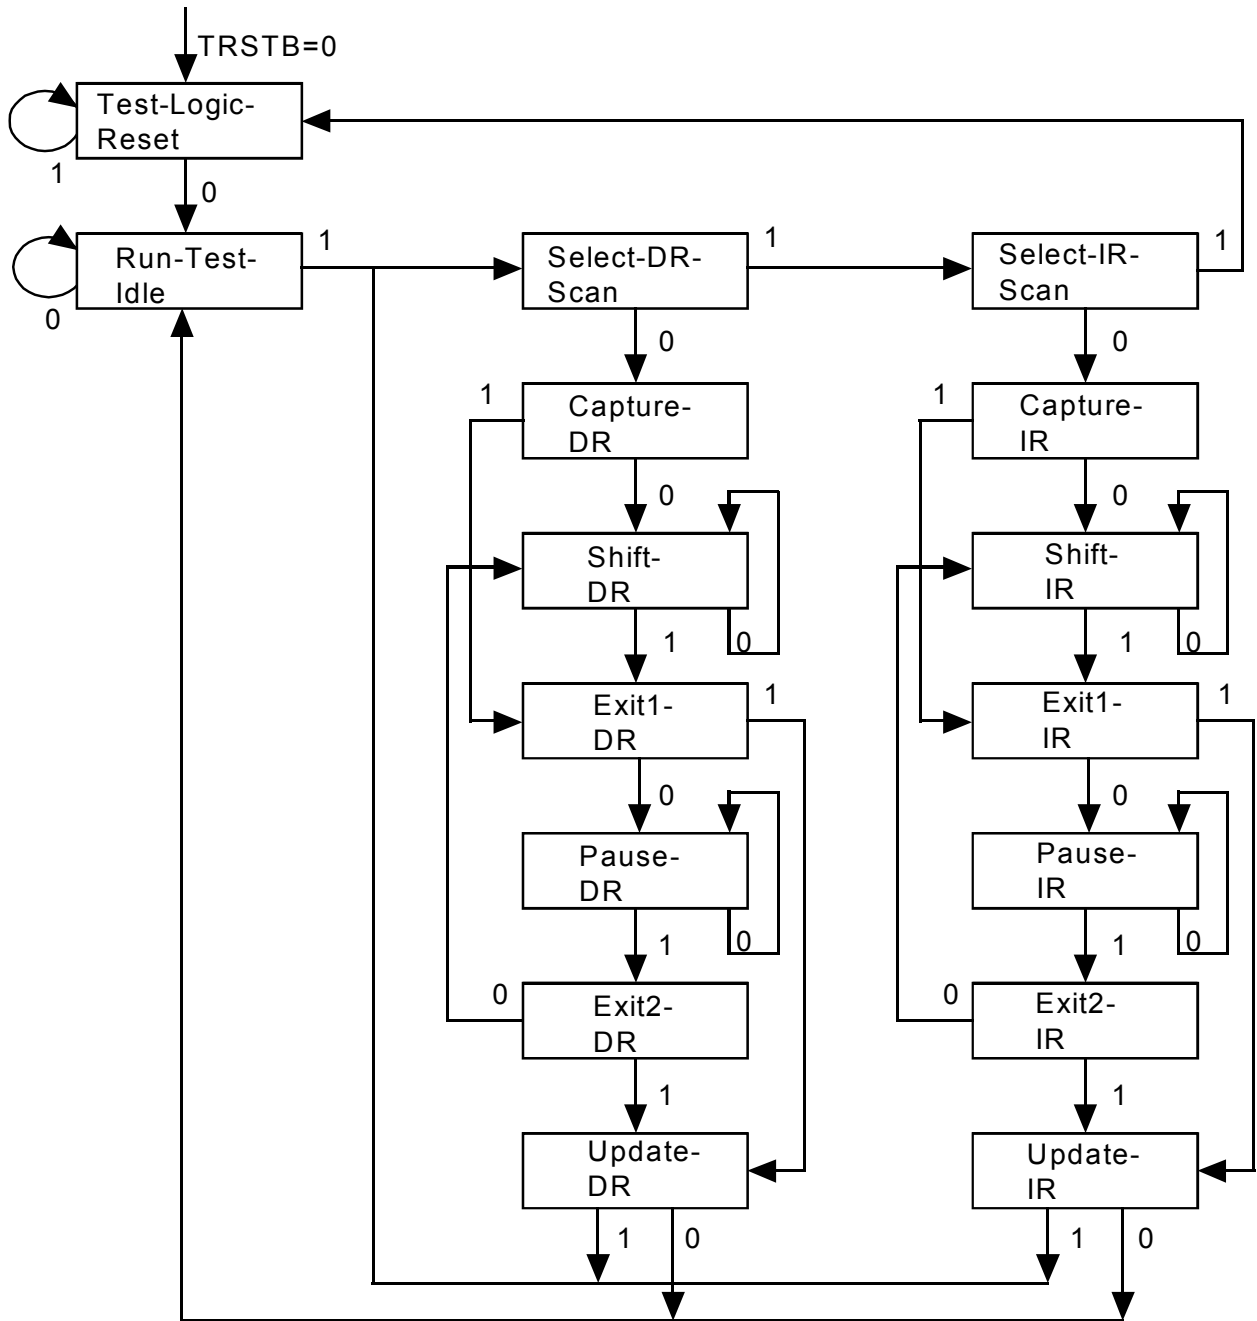 TRSTB=0
Test-Logic-
Reset
1
0
Run-Test-
Idle
1
0
Select-DR-
Scan
1
0
Select-IR-
Scan
1
0
Capture-
DR
1
0
Shift-
DR
1
0
Exit1-
DR
1
0
Pause-
DR
1
0
Exit2-
DR
0
1
Update-
DR
1
0
Capture-
IR
1
0
Shift-
IR
1
0
Exit1-
IR
1
0
Pause-
IR
1
0
Exit2-
IR
0
1
Update-
IR
1
0